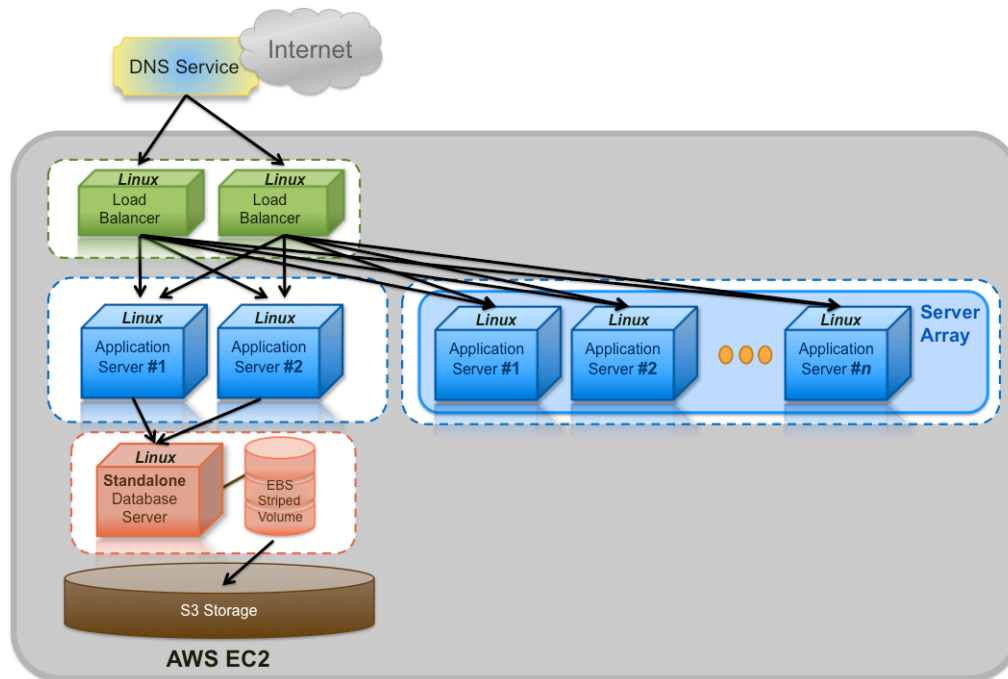 Internet
DNS Service
Linux
Load
Balancer
Linux
Load
Balancer
Linux
Application
Server #1
Linux
Application
Server #2
Linux
Application
Server #1
Linux
Application
Server #2
Linux
Application
Server #n
Server
Array
Linux
Standalone
Database
Server
EBS
Striped
Volume
S3 Storage
AWS EC2